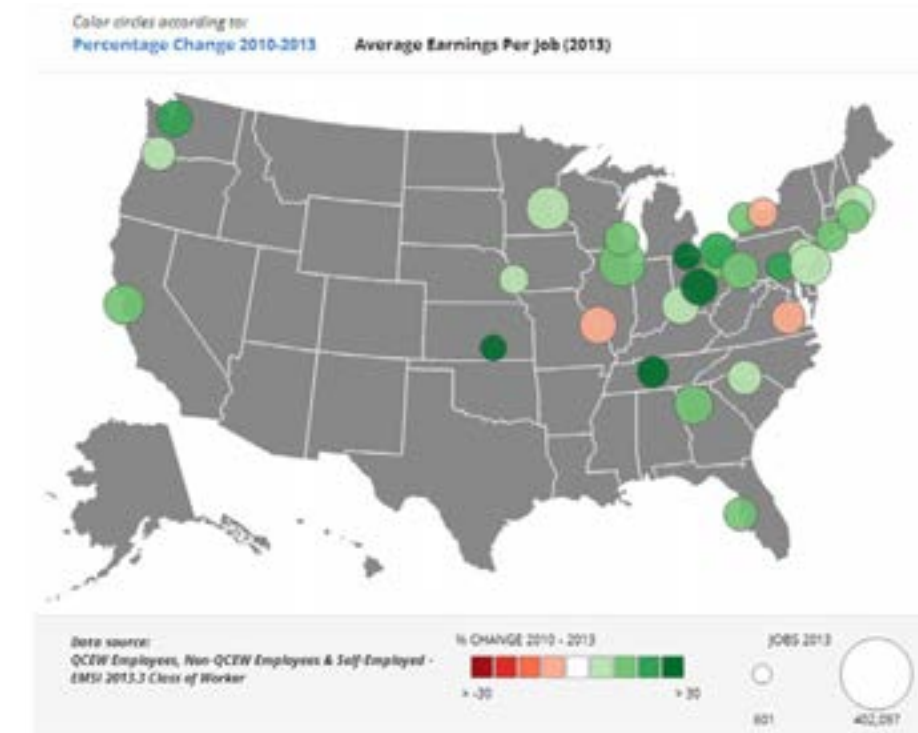 Color circles according to:
Percentage Change 2010-2013 Average Earnings Per Job (2013)
Data source:
QCEW Employees, Non-QCEW Employees & Self-Employed -
EMSI 2013.3 Class of Worker
% CHANGE 2010 - 2013
> -30 > 30
JOBS 2013
801 402,097